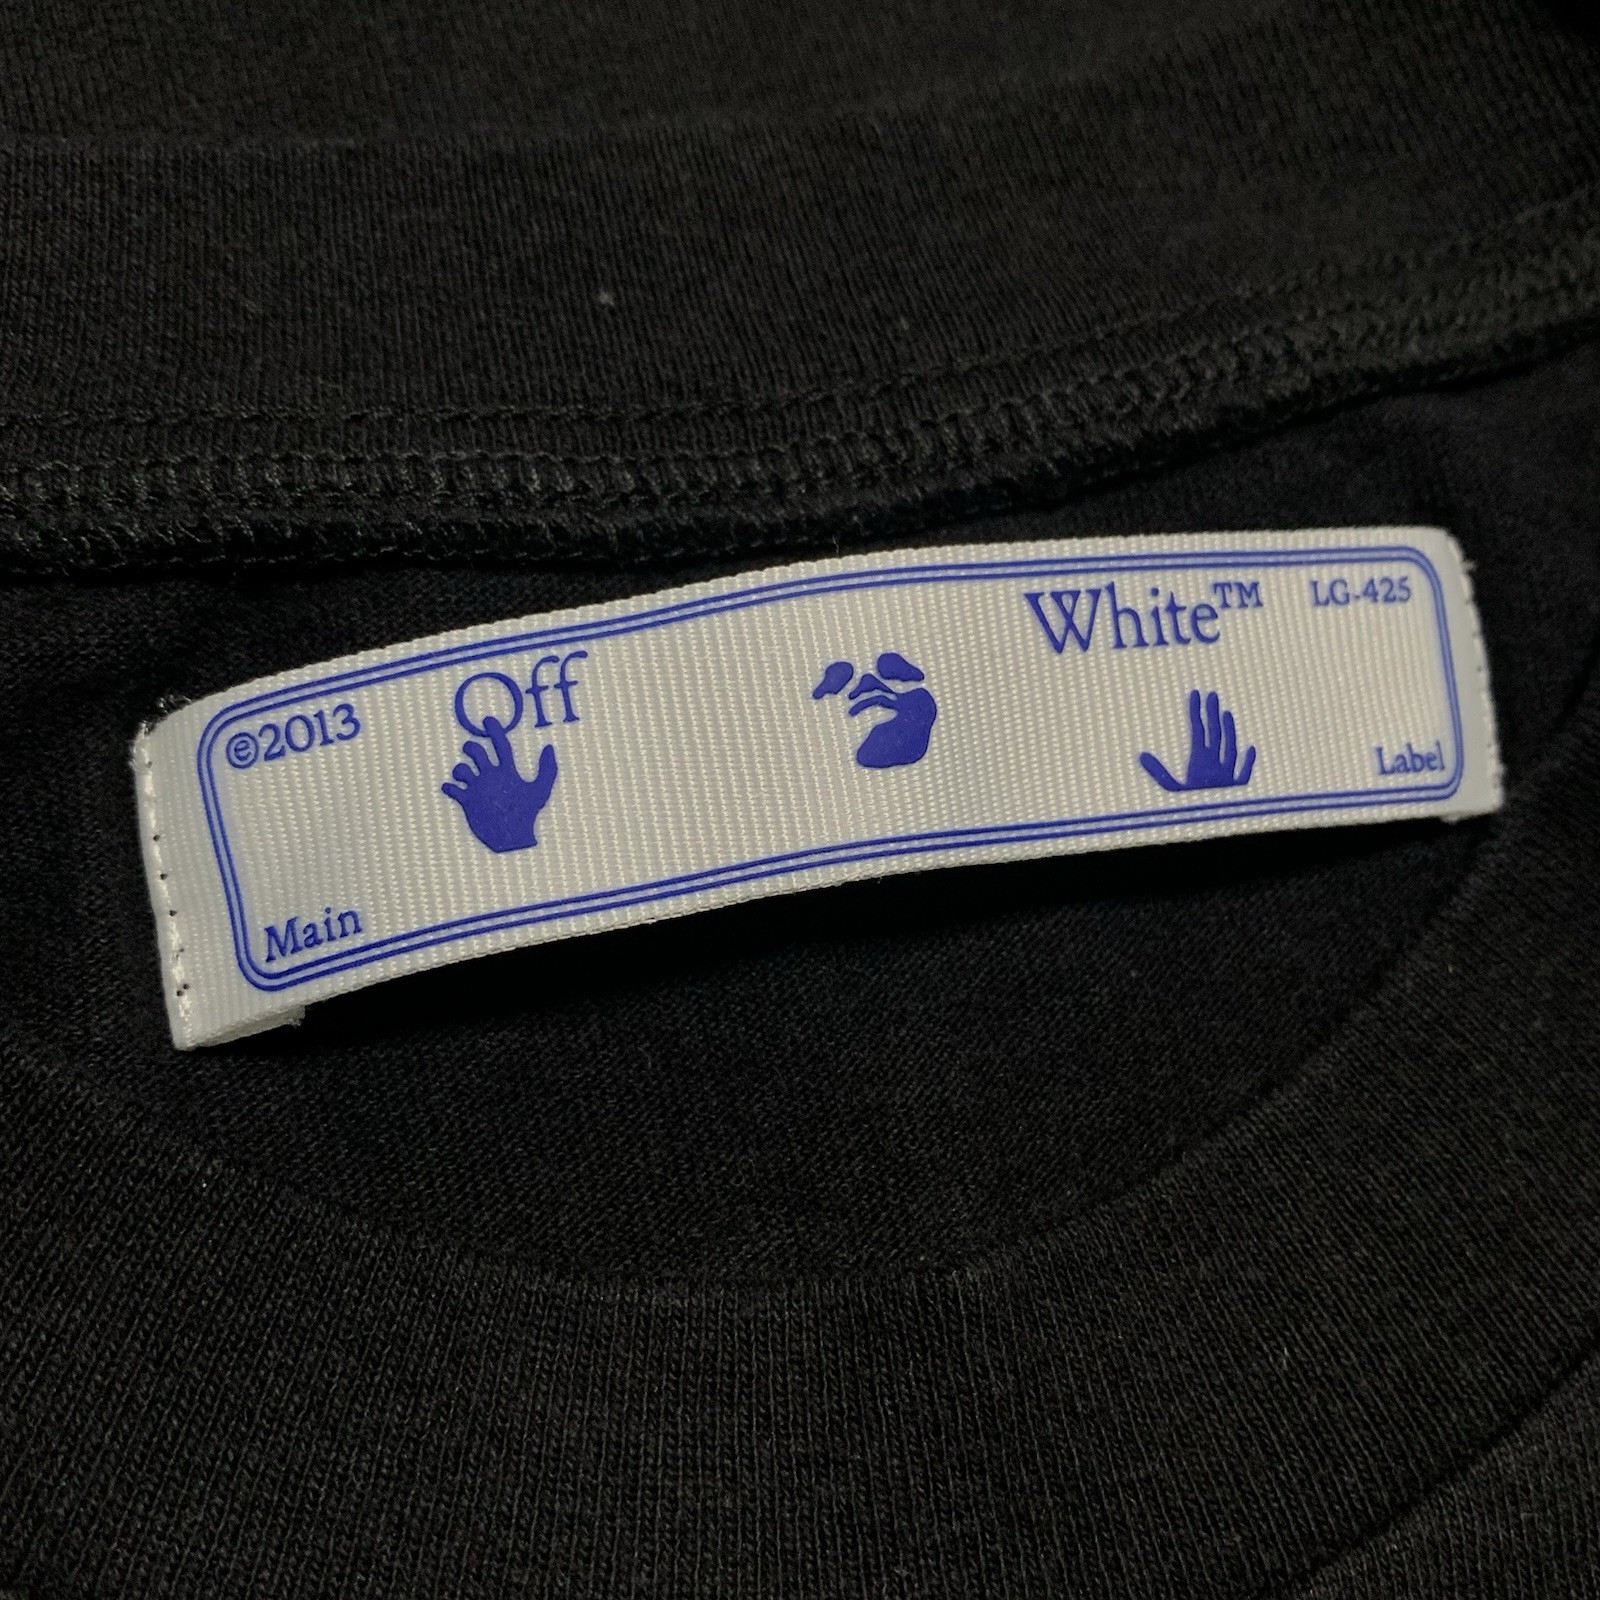 ©2013
Off
White™
LG-425
Main
Label